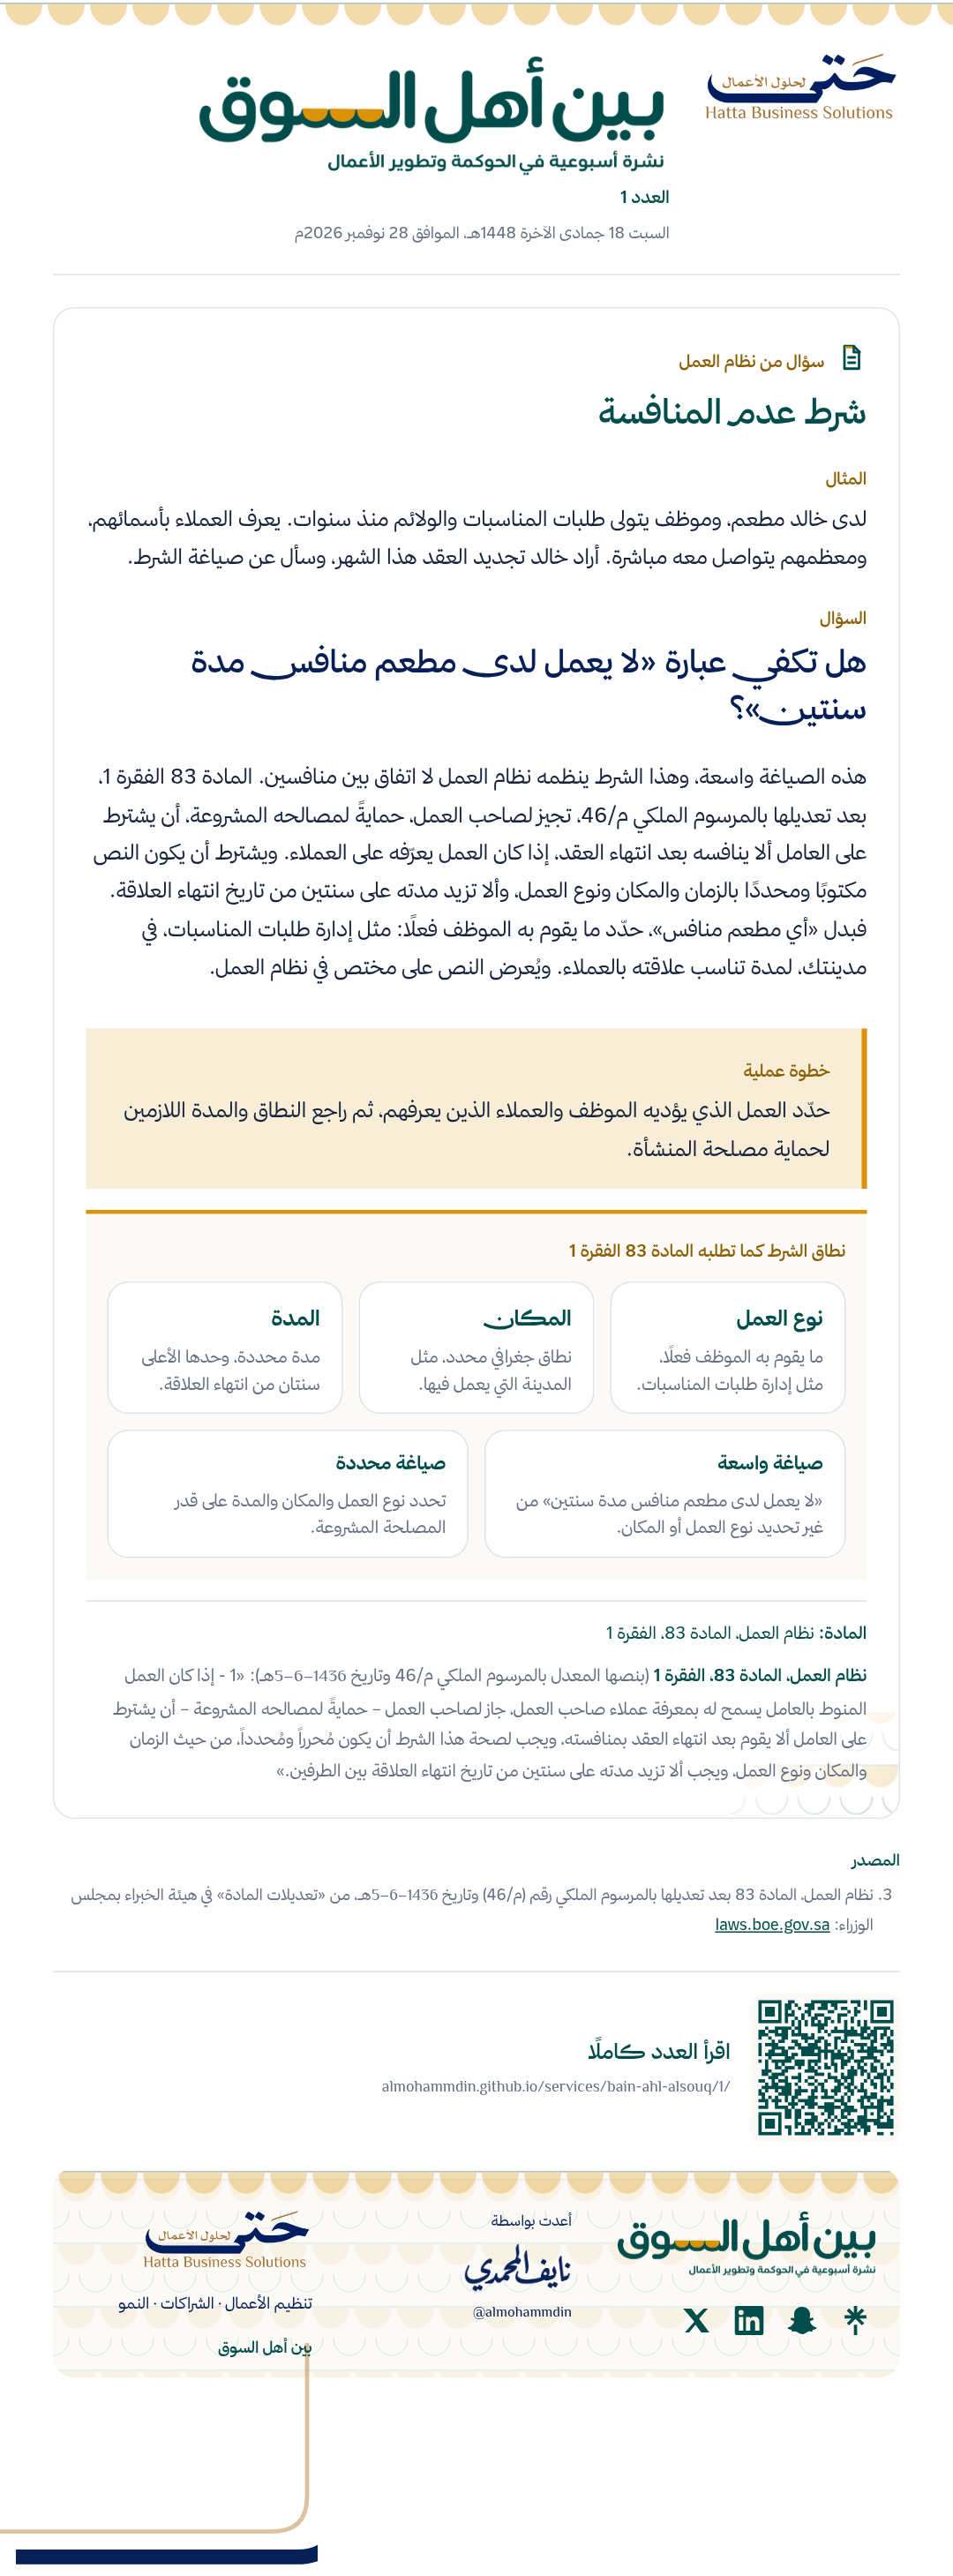 حتى لحلول الأعمال
Hatta Business Solutions
بين أهل السوق
نشرة أسبوعية في الحوكمة وتطوير الأعمال
العدد 1
السبت 18 جمادى الآخرة 1448هـ، الموافق 28 نوفمبر 2026م
سؤال من نظام العمل
شرط عدم المنافسة
المثال
لدى خالد مطعم، وموظف يتولى طلبات المناسبات والولائم منذ سنوات. يعرف العملاء بأسمائهم،
ومعظمهم يتواصل معه مباشرة. أراد خالد تجديد العقد هذا الشهر، وسأل عن صياغة الشرط.
السؤال
هل تكفي عبارة «لا يعمل لدى مطعم منافس مدة
سنتين»؟
هذه الصياغة واسعة، وهذا الشرط ينظمه نظام العمل لا اتفاق بين منافسين. المادة 83 الفقرة 1،
بعد تعديلها بالمرسوم الملكي م/46، تجيز لصاحب العمل، حمايةً لمصالحه المشروعة، أن يشترط
على العامل ألا ينافسه بعد انتهاء العقد، إذا كان العمل يعرّفه على العملاء. ويشترط أن يكون النص
مكتوبًا ومحددًا بالزمان والمكان ونوع العمل، وألا تزيد مدته على سنتين من تاريخ انتهاء العلاقة.
فبدل «أي مطعم منافس»، حدّد ما يقوم به الموظف فعلًا: مثل إدارة طلبات المناسبات، في
مدينتك، لمدة تناسب علاقته بالعملاء. ويُعرض النص على مختص في نظام العمل.
خطوة عملية
حدّد العمل الذي يؤديه الموظف والعملاء الذين يعرفهم، ثم راجع النطاق والمدة اللازمين
لحماية مصلحة المنشأة.
نطاق الشرط كما تطلبه المادة 83 الفقرة 1
نوع العمل
ما يقوم به الموظف فعلًا،
مثل إدارة طلبات المناسبات.
المكان
نطاق جغرافي محدد، مثل
المدينة التي يعمل فيها.
المدة
مدة محددة، وحدها الأعلى
سنتان من انتهاء العلاقة.
صياغة واسعة
«لا يعمل لدى مطعم منافس مدة سنتين» من
غير تحديد نوع العمل أو المكان.
صياغة محددة
تحدد نوع العمل والمكان والمدة على قدر
المصلحة المشروعة.
المادة: نظام العمل، المادة 83، الفقرة 1
نظام العمل، المادة 83، الفقرة 1 (بنصها المعدل بالمرسوم الملكي م/46 وتاريخ 1436–6–5هـ): «1 - إذا كان العمل
المنوط بالعامل يسمح له بمعرفة عملاء صاحب العمل، جاز لصاحب العمل – حمايةً لمصالحه المشروعة – أن يشترط
على العامل ألا يقوم بعد انتهاء العقد بمنافسته، ويجب لصحة هذا الشرط أن يكون مُحرراً ومُحدداً، من حيث الزمان
والمكان ونوع العمل، ويجب ألا تزيد مدته على سنتين من تاريخ انتهاء العلاقة بين الطرفين.»
المصدر
3. نظام العمل، المادة 83 بعد تعديلها بالمرسوم الملكي رقم (م/46) وتاريخ 1436–6–5هـ، من «تعديلات المادة» في هيئة الخبراء بمجلس
الوزراء: laws.boe.gov.sa
اقرأ العدد كاملًا
almohammdin.github.io/services/bain-ahl-alsouq/1/
بين أهل السوق
نشرة أسبوعية في الحوكمة وتطوير الأعمال
أعدت بواسطة
نايف المحمدي
@almohammdin
حتى لحلول الأعمال
Hatta Business Solutions
تنظيم الأعمال · الشراكات · النمو
بين أهل السوق